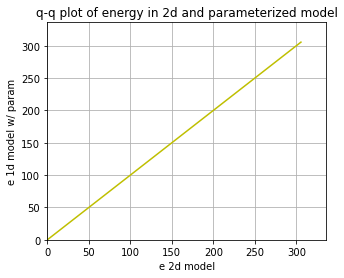 q-q plot of energy in 2d and parameterized model
e 1d model w/ param
300
250
200
150
100
50
0
0 50 100 150 200 250 300
e 2d model